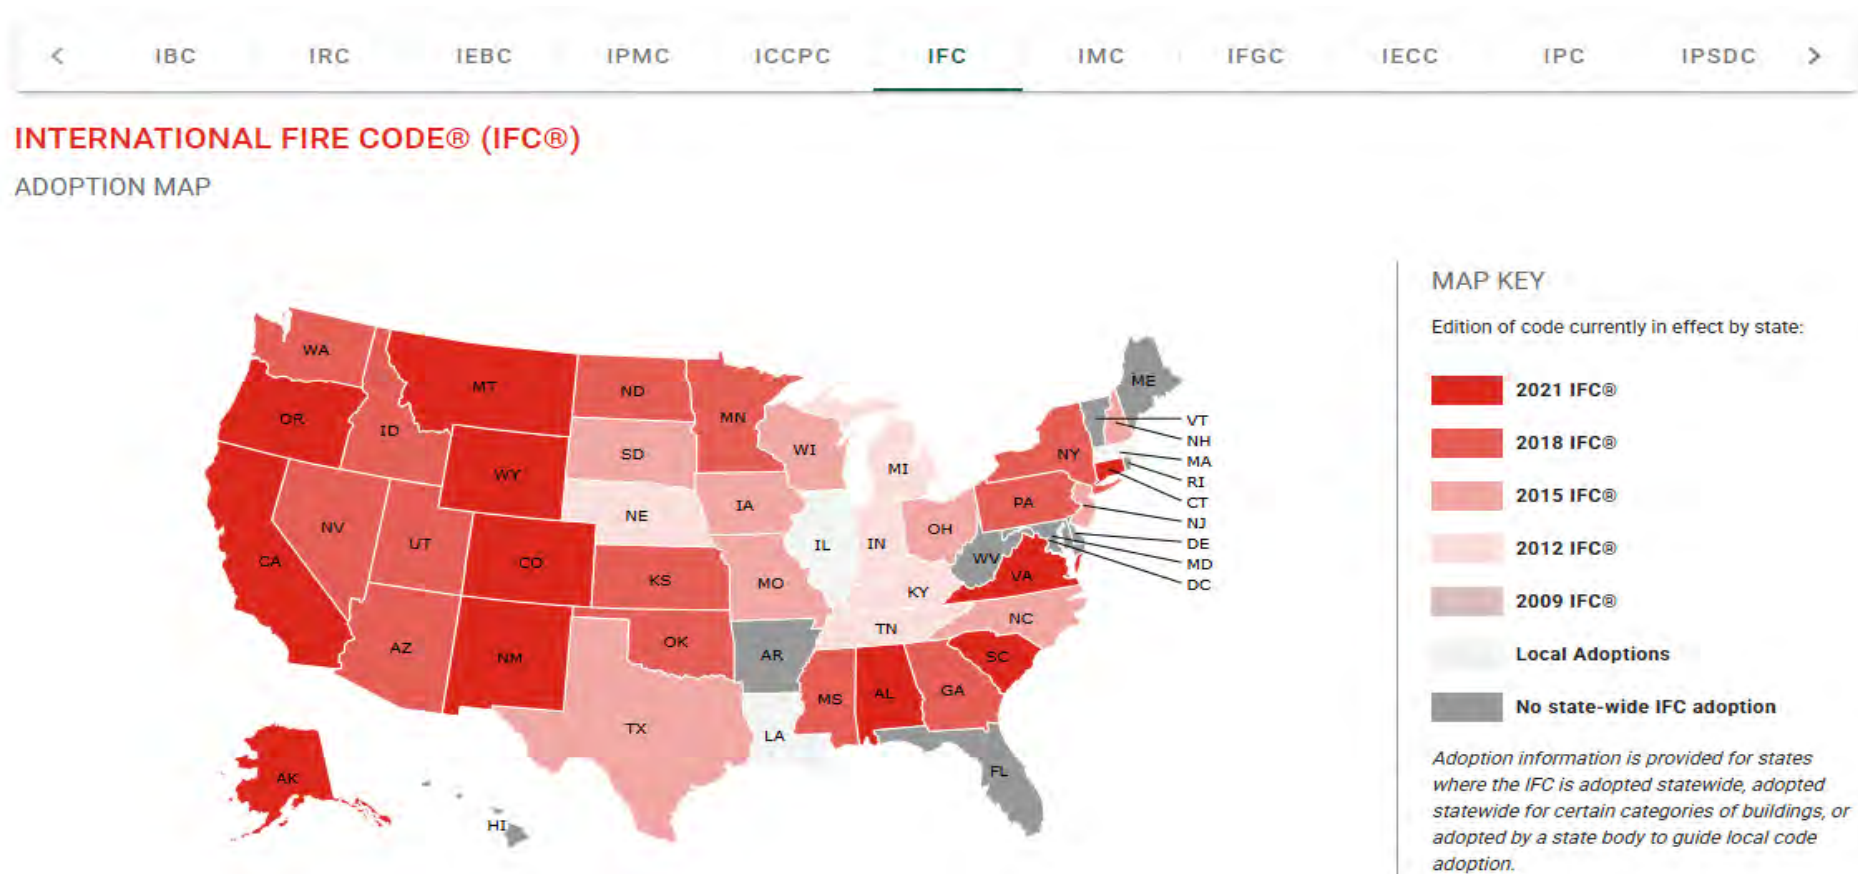 < IBC IRC IEBC IPMC ICCPC IFC IMC IFGC IECC IPC IPSDC >
INTERNATIONAL FIRE CODE® (IFC®)
ADOPTION MAP
MAP KEY
Edition of code currently in effect by state:
2021 IFC®
2018 IFC®
2015 IFC®
2012 IFC®
2009 IFC®
Local Adoptions
No state-wide IFC adoption
Adoption information is provided for states
where the IFC is adopted statewide, adopted
statewide for certain categories of buildings, or
adopted by a state body to guide local code
adoption.
WA
MT
ND
MN
ME
OR
ID
SD
WI
MI
NY
VT
NH
MA
RI
CT
NJ
DE
MD
DC
WY
NE
IA
PA
OH
NV
UT
CO
IL
IN
WV
VA
CA
KS
MO
KY
NC
AZ
NM
OK
AR
TN
SC
MS
AL
GA
TX
LA
FL
AK
HI